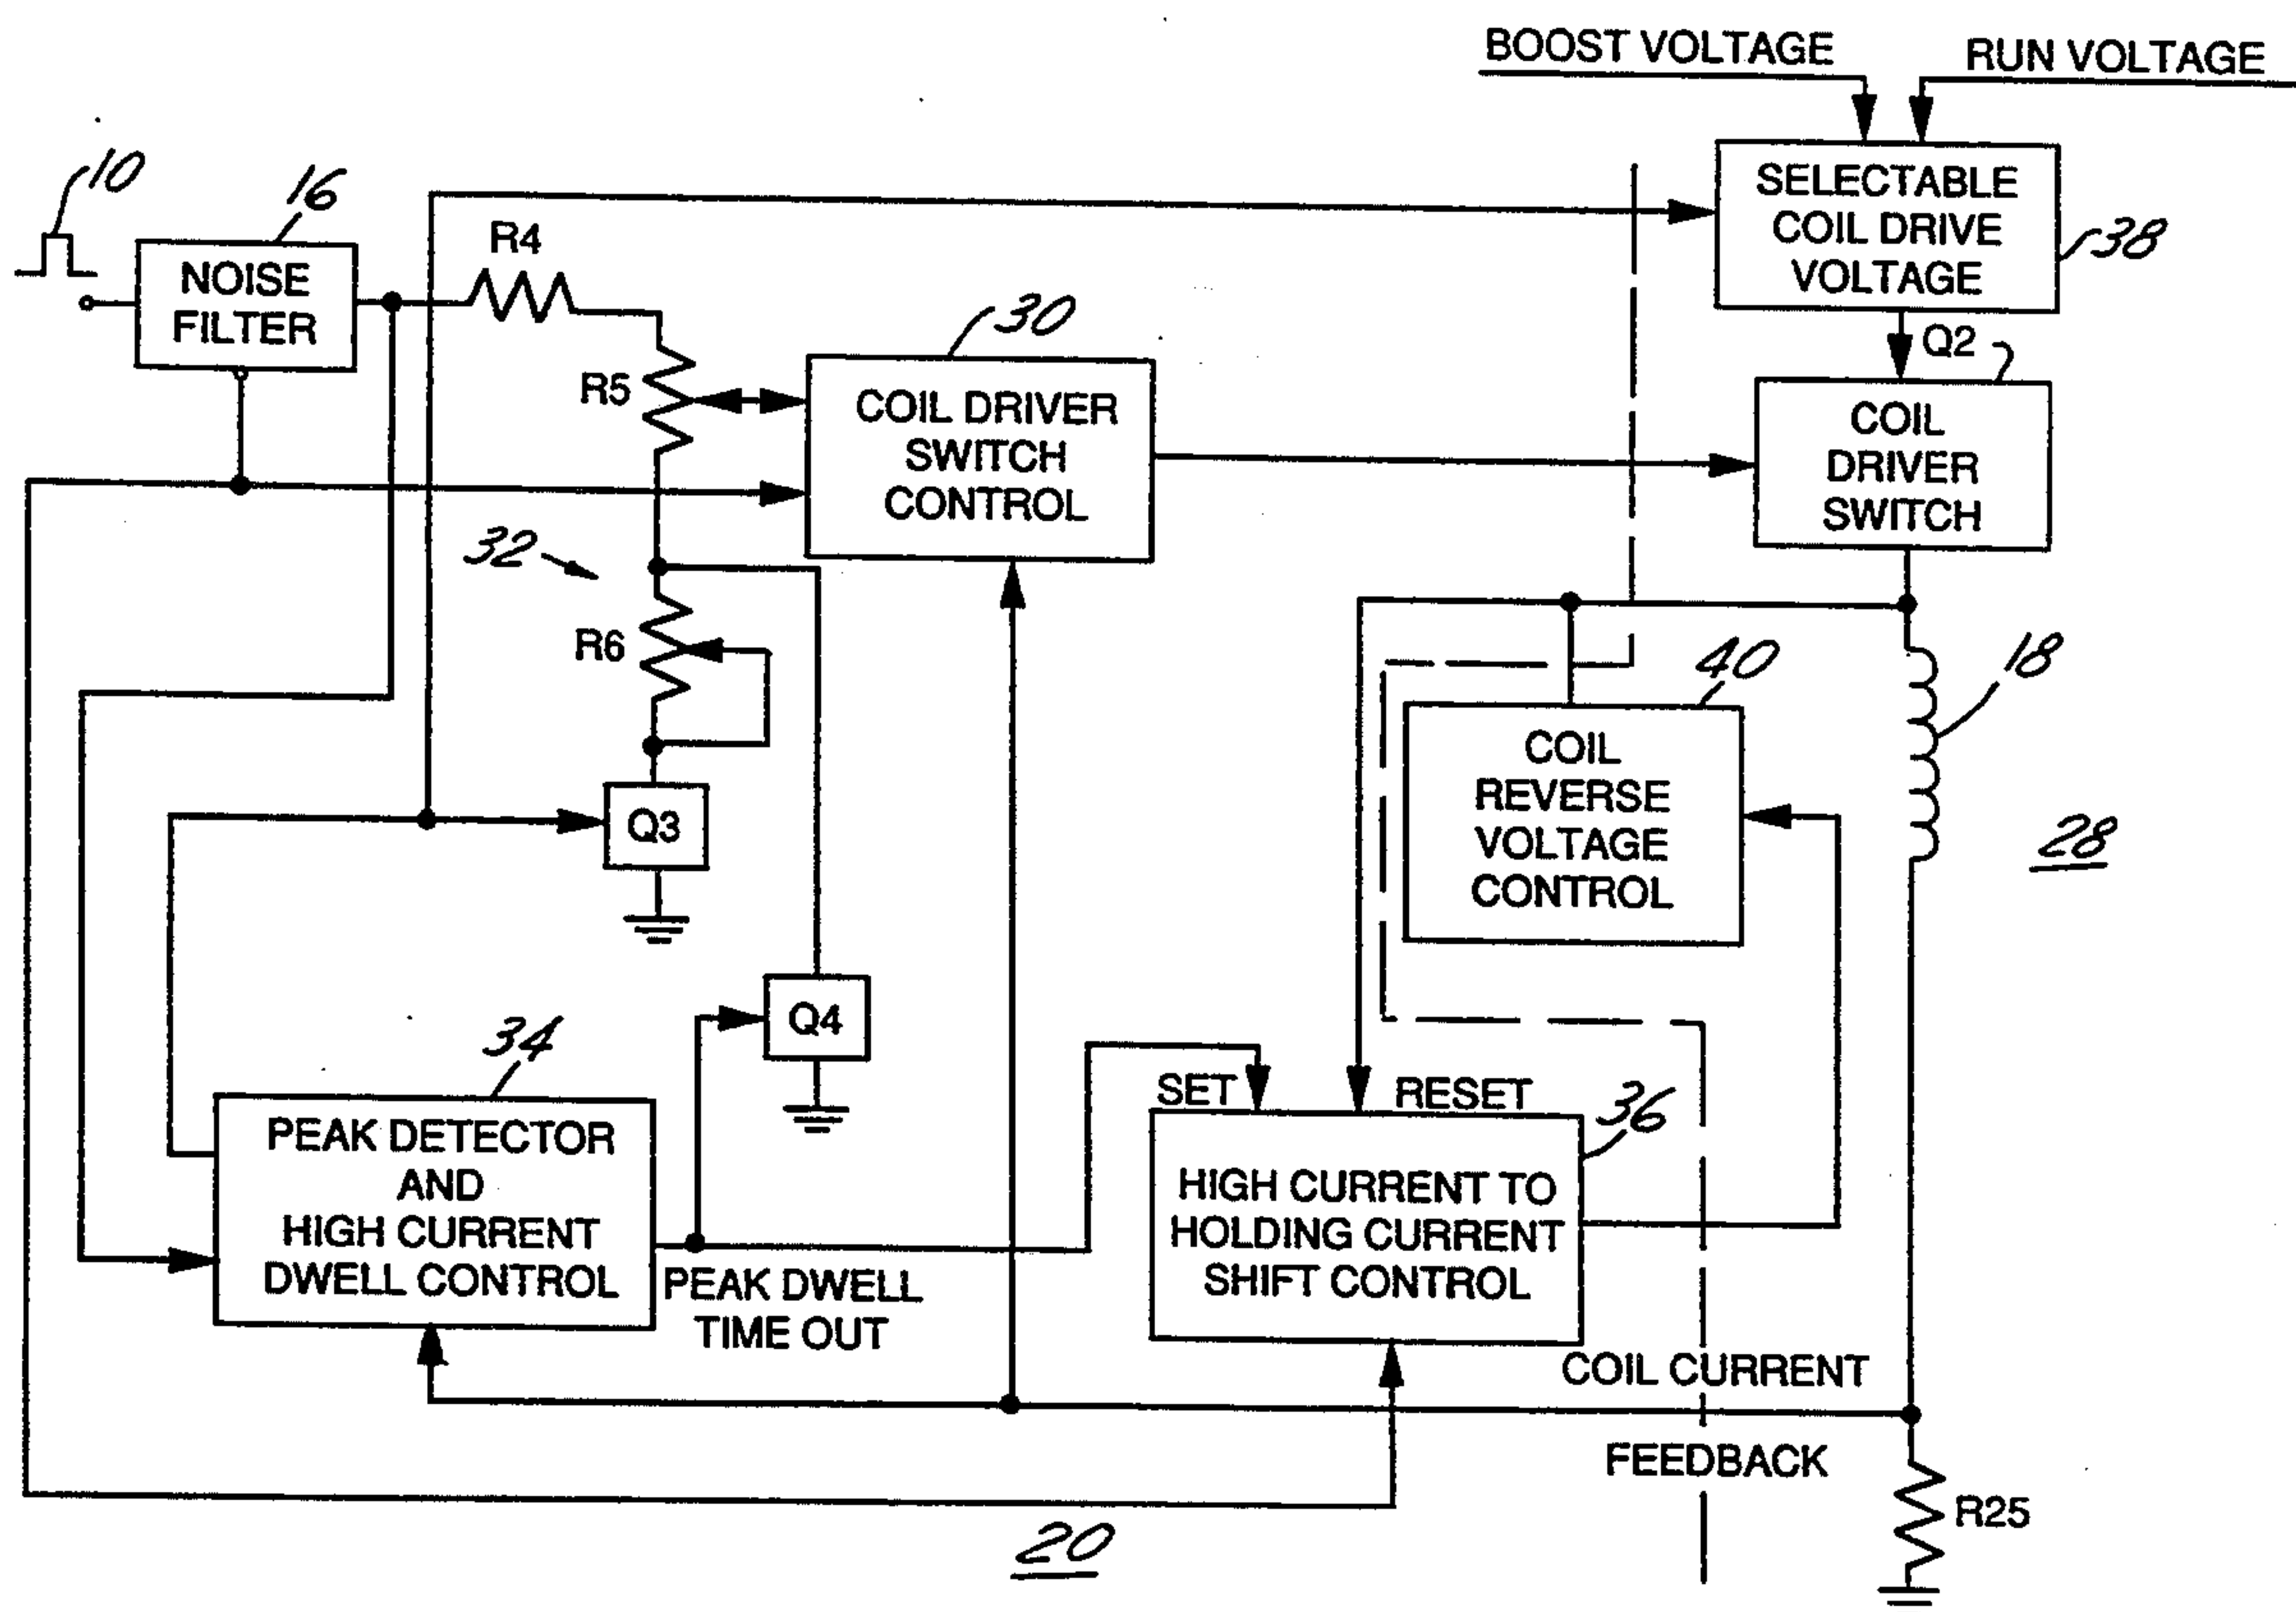 BOOST VOLTAGE
RUN VOLTAGE
10
16
NOISE
FILTER
R4
R5
30
COIL DRIVER
SWITCH
CONTROL
SELECTABLE
COIL DRIVE
VOLTAGE
38
Q2
COIL
DRIVER
SWITCH
32
R6
Q3
Q4
40
COIL
REVERSE
VOLTAGE
CONTROL
18
28
34
PEAK DETECTOR
AND
HIGH CURRENT
DWELL CONTROL
PEAK DWELL
TIME OUT
SET
RESET
36
HIGH CURRENT TO
HOLDING CURRENT
SHIFT CONTROL
COIL CURRENT
FEEDBACK
R25
20